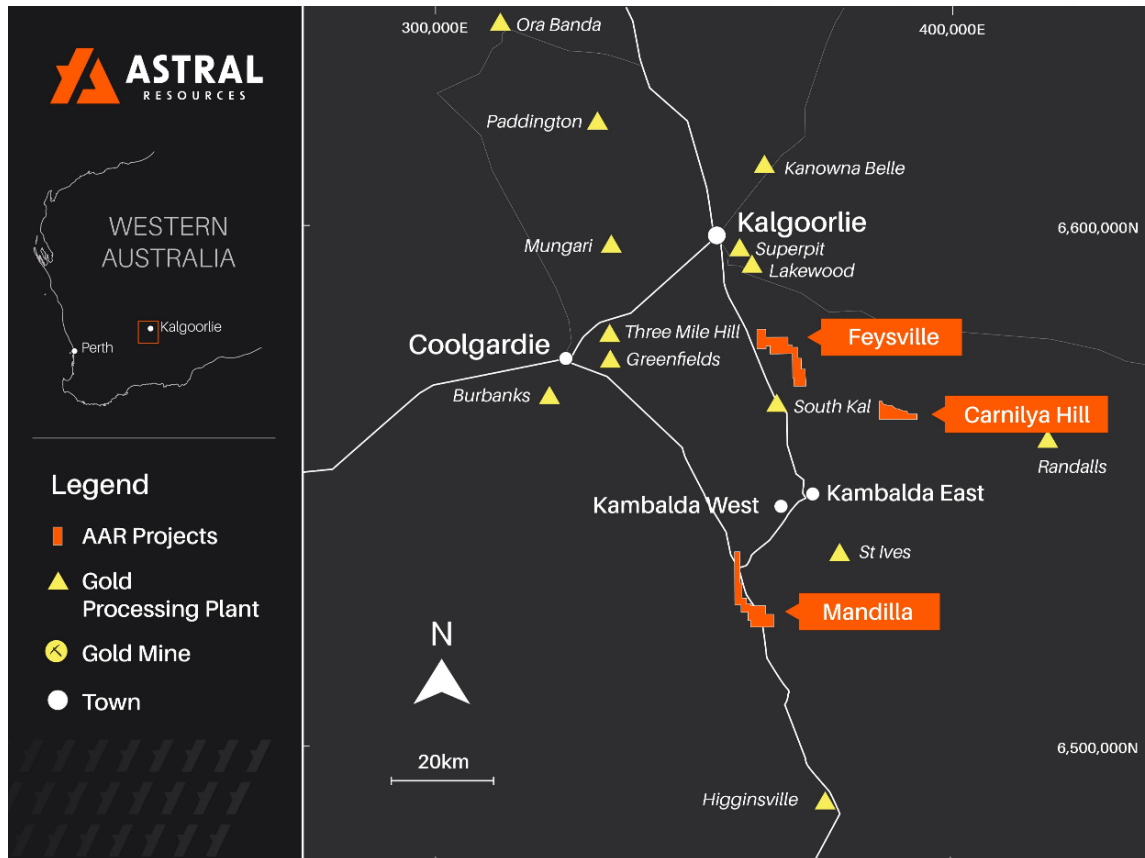 ASTRAL
RESOURCES
WESTERN
AUSTRALIA
Kalgoorlie
Perth
Legend
AAR Projects
Gold
Processing Plant
Gold Mine
Town
300,000E
400,000E
Ora Banda
Paddington
Kanowna Belle
Kalgoorlie
6,600,000N
Mungari
Superpit
Lakewood
Three Mile Hill
Feysville
Coolgardie
Greenfields
Burbanks
South Kal
Carnilya Hill
Randalls
Kambalda East
Kambalda West
St Ives
Mandilla
N
20km
6,500,000N
Higginsville